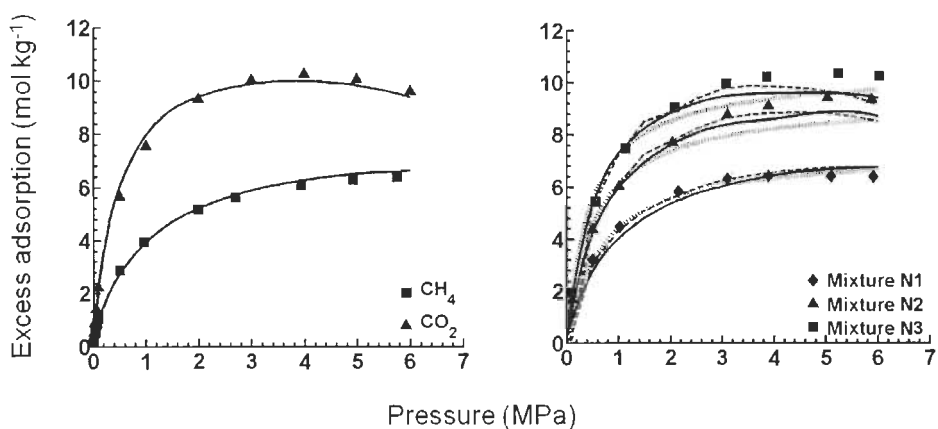 Excess adsorption (mol kg-1)
12
10
8
6
4
2
0
0 1 2 3 4 5 6 7
CH4
CO2
12
10
8
6
4
2
0
0 1 2 3 4 5 6 7
Mixture N1
Mixture N2
Mixture N3
Pressure (MPa)